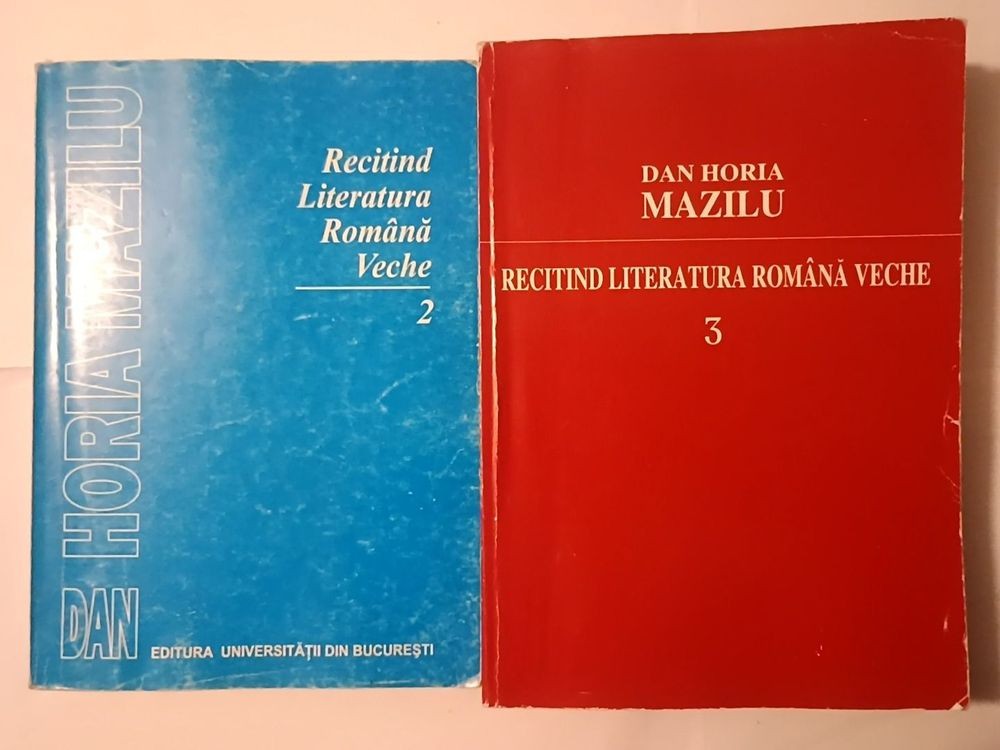 DAN HORIA MAZILU
Recitind
Literatura
Română
Veche
2
EDITURA UNIVERSITĂȚII DIN BUCUREȘTI
DAN HORIA
MAZILU
RECITIND LITERATURA ROMÂNĂ VECHE
3